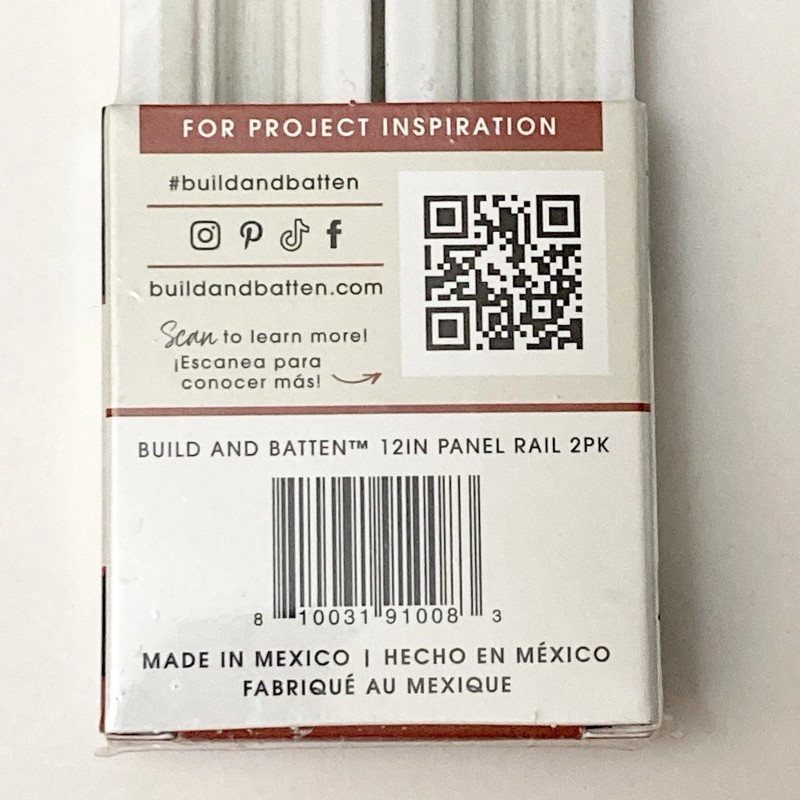 FOR PROJECT INSPIRATION
#buildandbatten
buildandbatten.com
Scan to learn more!
¡Escanea para
conocer más!
BUILD AND BATTEN™ 12IN PANEL RAIL 2PK
8 10031 91008 3
MADE IN MEXICO | HECHO EN MÉXICO
FABRIQUÉ AU MEXIQUE